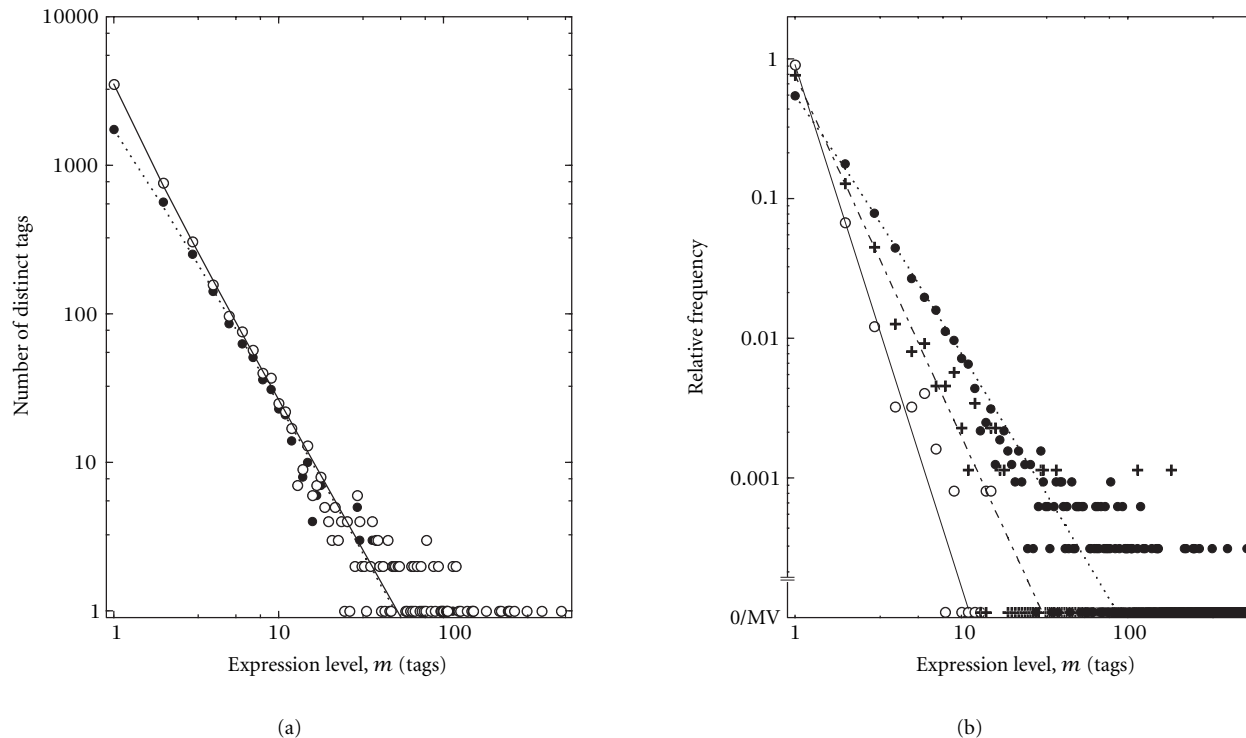 10000
1000
100
10
1
1
10
100
Number of distinct tags
Expression level, m (tags)
(a)
1
0.1
0.01
0.001
0/MV
1
10
100
Relative frequency
Expression level, m (tags)
(b)